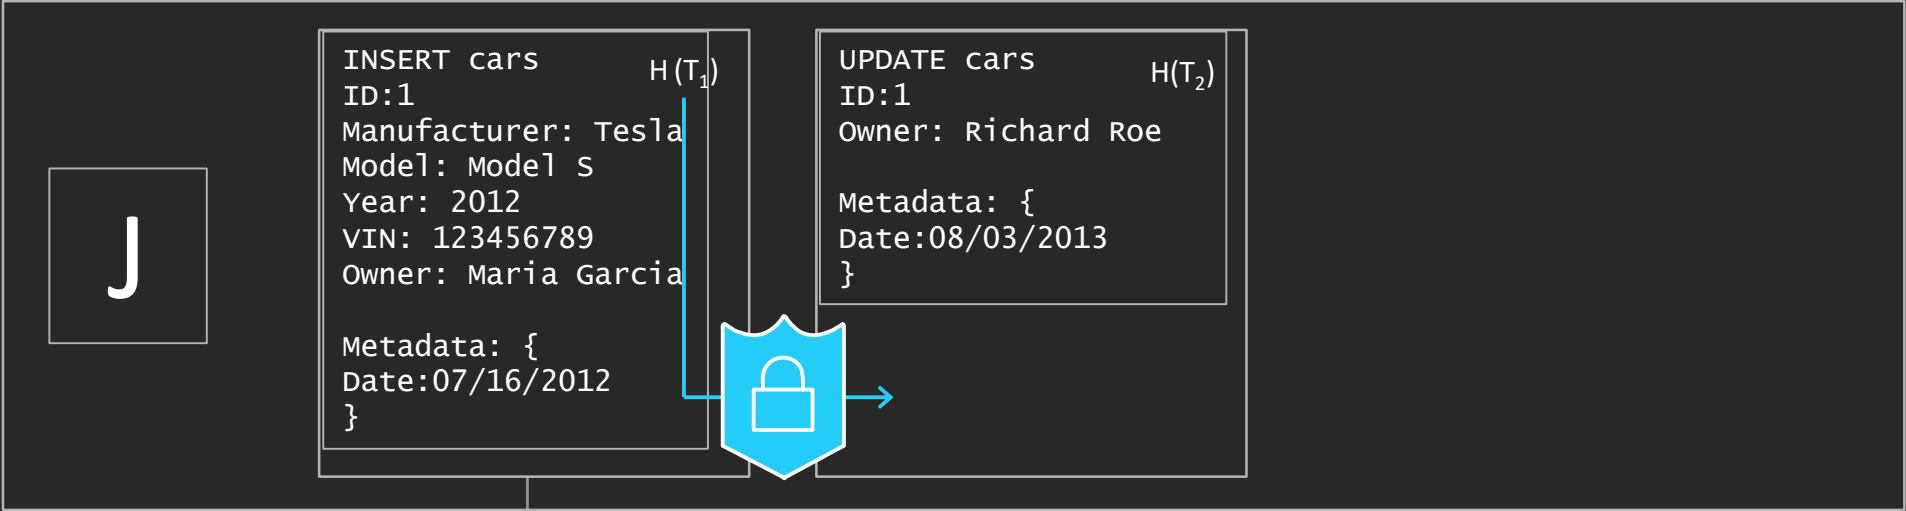 J
INSERT cars
H (T1)
ID:1
Manufacturer: Tesla
Model: Model S
Year: 2012
VIN: 123456789
Owner: Maria Garcia
Metadata: {
Date:07/16/2012
}
UPDATE cars
H(T2)
ID:1
Owner: Richard Roe
Metadata: {
Date:08/03/2013
}